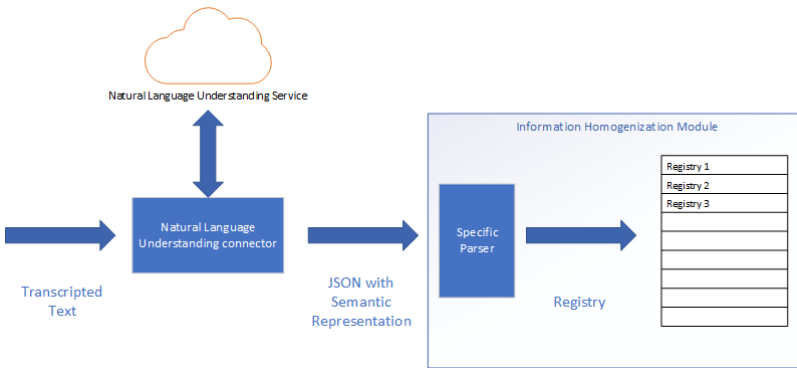 Natural Language Understanding Service
Information Homogenization Module
Registry 1
Registry 2
Registry 3
Natural Language
Understanding connector
Specific
Parser
Transcripted
Text
JSON with
Semantic
Representation
Registry